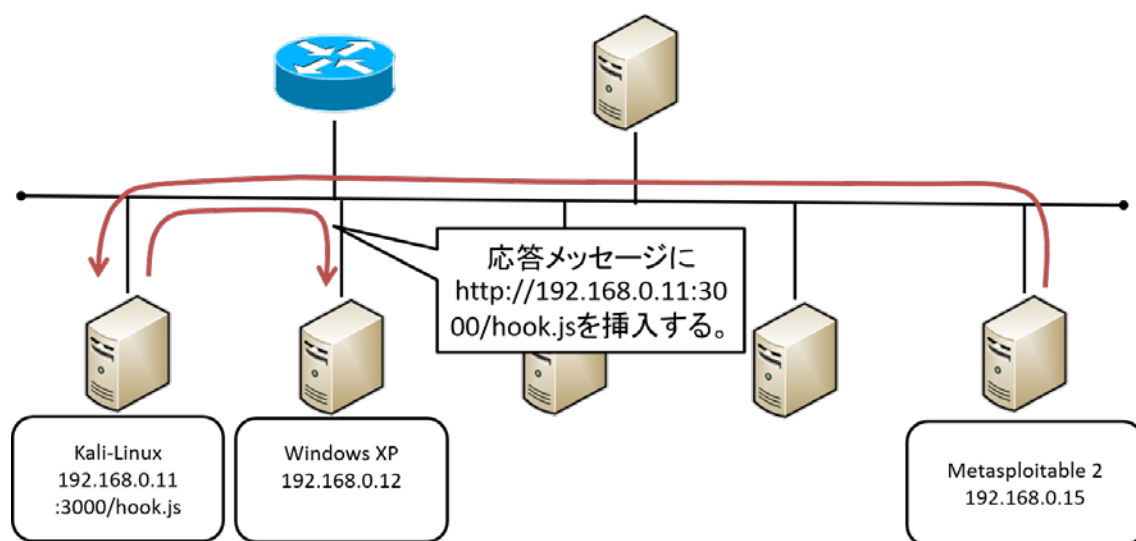 応答メッセージに
http://192.168.0.11:30
00/hook.jsを挿入する。
Kali-Linux
192.168.0.11
:3000/hook.js
Windows XP
192.168.0.12
Metasploitable 2
192.168.0.15